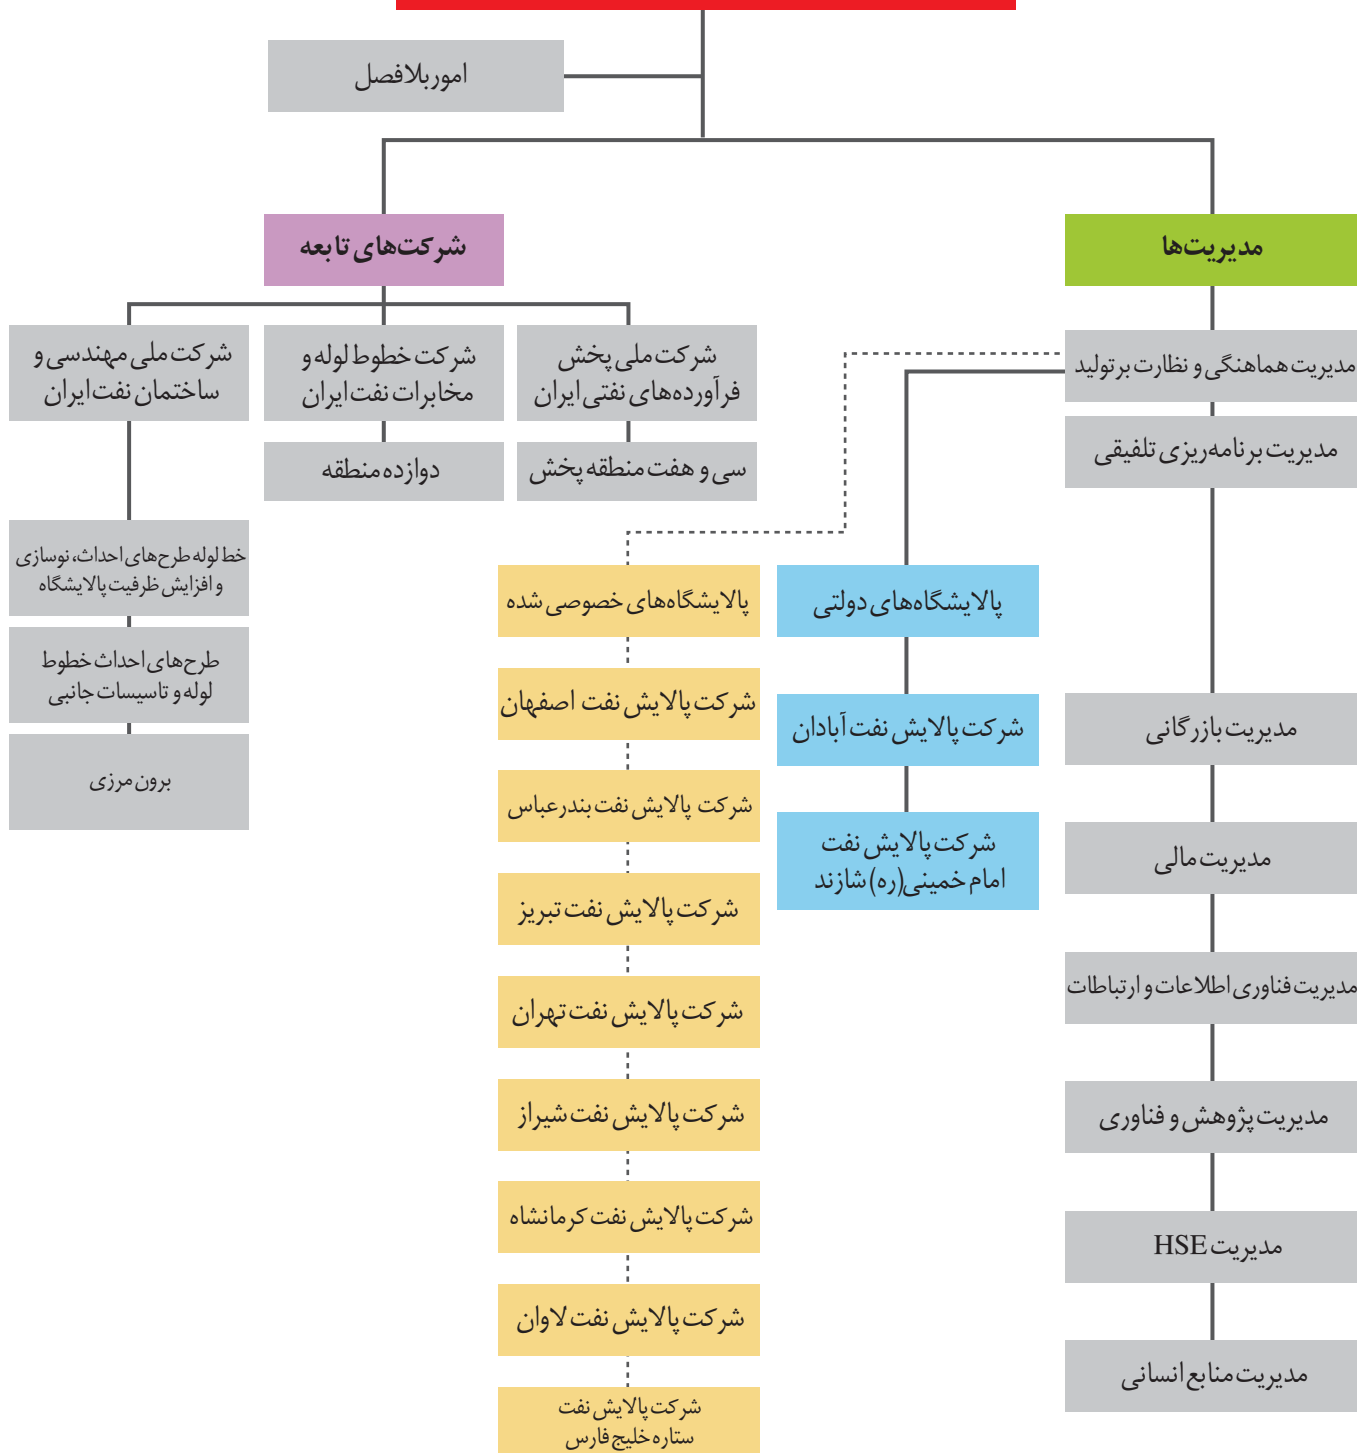 اموربلافصل
مدیریت‌ها
شرکت‌های تابعه
مدیریت هماهنگی و نظارت بر تولید
مدیریت برنامه‌ریزی تلفیقی
مدیریت بازرگانی
مدیریت مالی
مدیریت فناوری اطلاعات و ارتباطات
مدیریت پژوهش و فناوری
مدیریت HSE
مدیریت منابع انسانی
پالایشگاه‌های دولتی
شرکت پالایش نفت آبادان
شرکت پالایش نفت
امام خمینی(ره) شازند
پالایشگاه‌های خصوصی شده
شرکت پالایش نفت اصفهان
شرکت پالایش نفت بندرعباس
شرکت پالایش نفت تبریز
شرکت پالایش نفت تهران
شرکت پالایش نفت شیراز
شرکت پالایش نفت کرمانشاه
شرکت پالایش نفت لاوان
شرکت پالایش نفت
ستاره خلیج فارس
شرکت ملی پخش
فرآورده‌های نفتی ایران
سی و هفت منطقه پخش
شرکت خطوط لوله و
مخابرات نفت ایران
دوازده منطقه
شرکت ملی مهندسی و
ساختمان نفت ایران
خط لوله طرح‌های احداث، نوسازی
و افزایش ظرفیت پالایشگاه
طرح‌های احداث خطوط
لوله و تاسیسات جانبی
برون مرزی